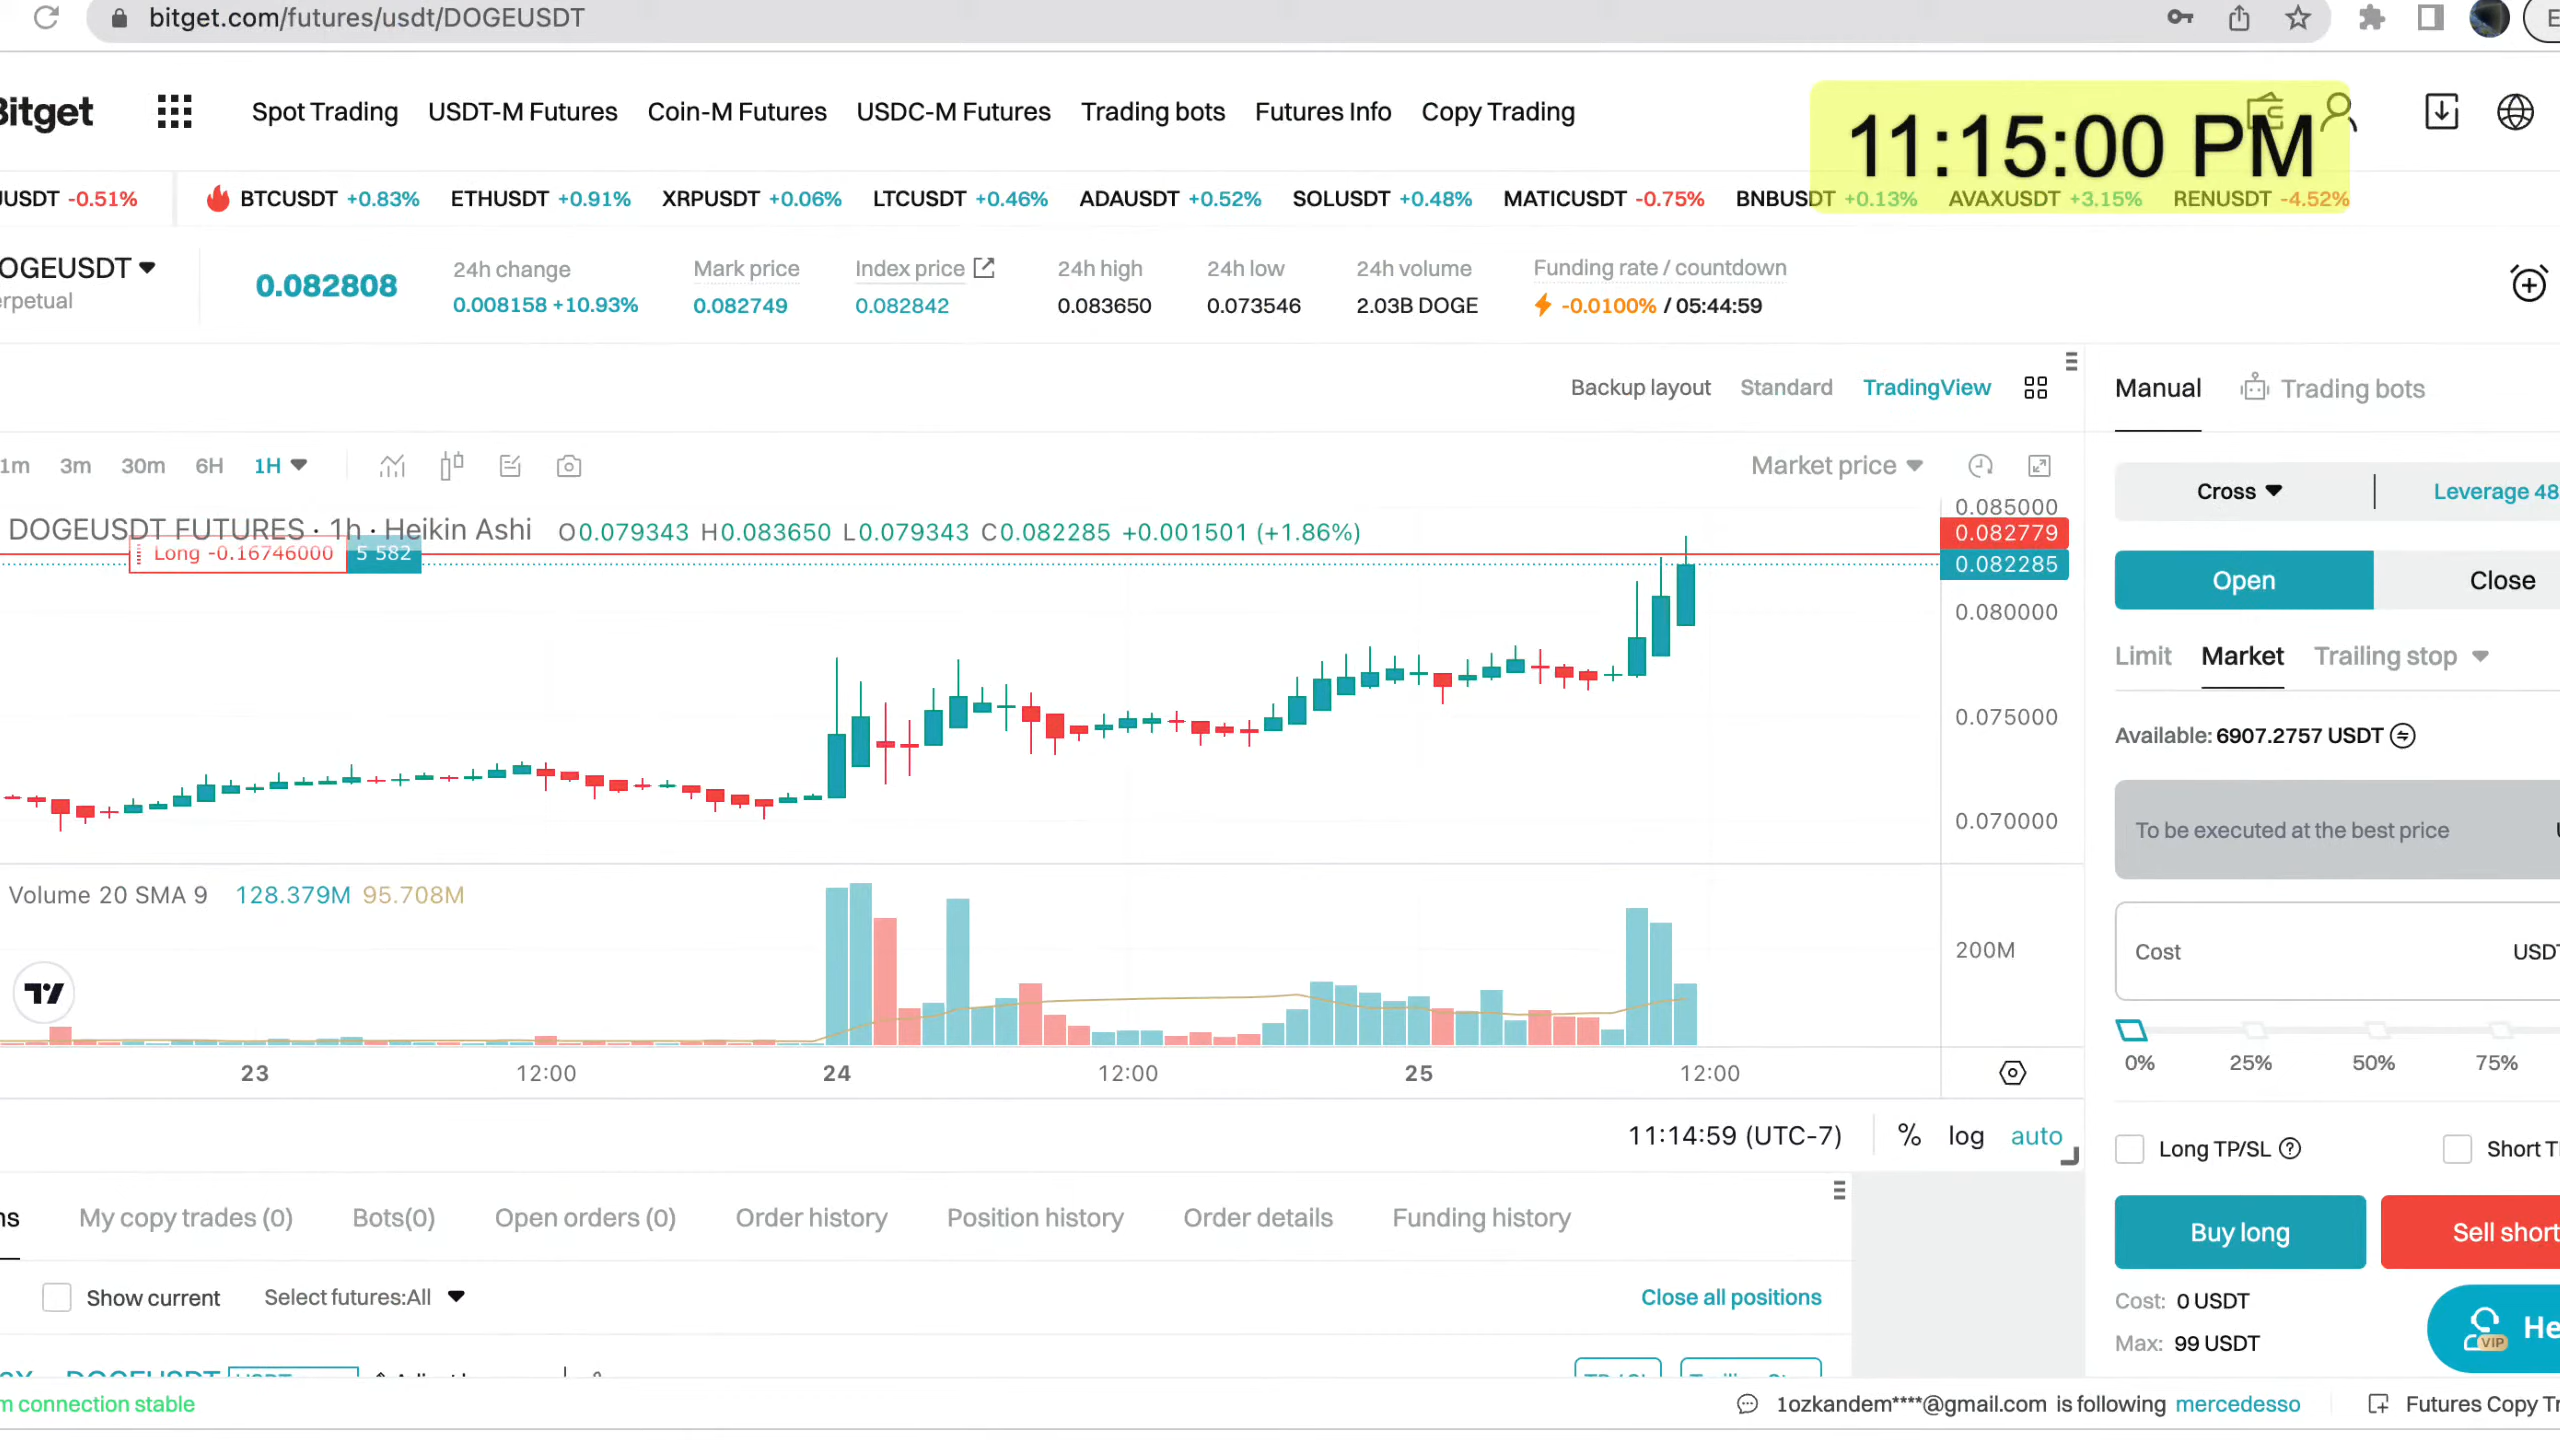 bitget.com/futures/usdt/DOGEUSDT
Bitget
Spot Trading USDT-M Futures Coin-M Futures USDC-M Futures Trading bots Futures Info Copy Trading
11:15:00 PM
USDT -0.51% BTCUSDT +0.83% ETHUSDT +0.91% XRPUSDT +0.06% LTCUSDT +0.46% ADAUSDT +0.52% SOLUSDT +0.48% MATICUSDT -0.75% BNBUSDT +0.13% AVAXUSDT +3.15% RENUSDT -4.52%
OGEUSDT
erpetual
0.082808
24h change
0.008158 +10.93%
Mark price
0.082749
Index price
0.082842
24h high
0.083650
24h low
0.073546
24h volume
2.03B DOGE
Funding rate / countdown
-0.0100% / 05:44:59
Backup layout Standard TradingView
1m 3m 30m 6H 1H
Market price
DOGEUSDT FUTURES · 1h · Heikin Ashi O0.079343 H0.083650 L0.079343 C0.082285 +0.001501 (+1.86%)
Long -0.16746000 5 582
0.085000
0.082779
0.082285
0.080000
0.075000
0.070000
Volume 20 SMA 9 128.379M 95.708M
200M
23 12:00 24 12:00 25 12:00
11:14:59 (UTC-7) % log auto
Manual Trading bots
Cross Leverage 48
Open Close
Limit Market Trailing stop
Available: 6907.2757 USDT
To be executed at the best price
Cost USDT
0% 25% 50% 75%
Long TP/SL Short T
Buy long Sell short
Cost: 0 USDT
Max: 99 USDT
VIP He
ns My copy trades (0) Bots(0) Open orders (0) Order history Position history Order details Funding history
Show current Select futures:All Close all positions
DOGEUSDT
m connection stable
1ozkandem****@gmail.com is following mercedesso
Futures Copy Tr